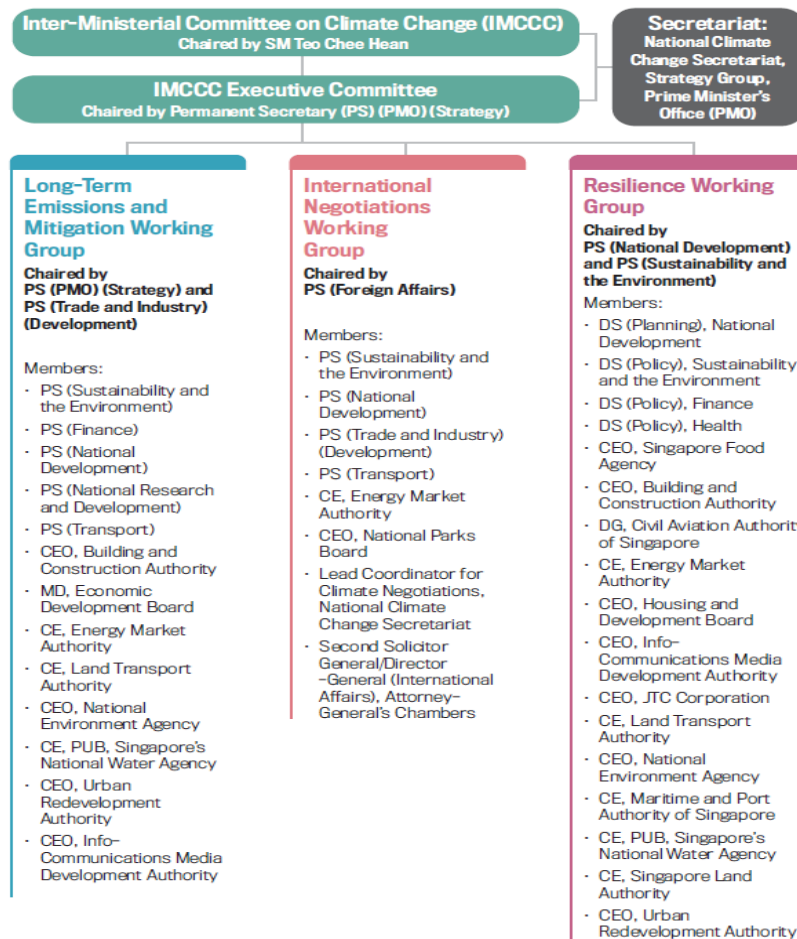 Inter-Ministerial Committee on Climate Change (IMCCC)
Chaired by SM Teo Chee Hean
IMCCC Executive Committee
Chaired by Permanent Secretary (PS) (PMO) (Strategy)
Secretariat:
National Climate
Change Secretariat,
Strategy Group,
Prime Minister's
Office (PMO)
Long-Term
Emissions and
Mitigation Working
Group
Chaired by
PS (PMO) (Strategy) and
PS (Trade and Industry)
(Development)
Members:
· PS (Sustainability and
the Environment)
· PS (Finance)
· PS (National
Development)
· PS (National Research
and Development)
· PS (Transport)
· CEO, Building and
Construction Authority
· MD, Economic
Development Board
· CE, Energy Market
Authority
· CE, Land Transport
Authority
· CEO, National
Environment Agency
· CE, PUB, Singapore's
National Water Agency
· CEO, Urban
Redevelopment
Authority
· CEO, Info-
Communications Media
Development Authority
International
Negotiations
Working
Group
Chaired by
PS (Foreign Affairs)
Members:
· PS (Sustainability and
the Environment)
· PS (National
Development)
· PS (Trade and Industry)
(Development)
· PS (Transport)
· CE, Energy Market
Authority
· CEO, National Parks
Board
· Lead Coordinator for
Climate Negotiations,
National Climate
Change Secretariat
· Second Solicitor
General/Director
-General (International
Affairs), Attorney-
General's Chambers
Resilience Working
Group
Chaired by
PS (National Development)
and PS (Sustainability and
the Environment)
Members:
· DS (Planning), National
Development
· DS (Policy), Sustainability
and the Environment
· DS (Policy), Finance
· DS (Policy), Health
· CEO, Singapore Food
Agency
· CEO, Building and
Construction Authority
· DG, Civil Aviation Authorit
of Singapore
· CE, Energy Market
Authority
· CEO, Housing and
Development Board
· CEO, Info-
Communications Media
Development Authority
· CEO, JTC Corporation
· CE, Land Transport
Authority
· CEO, National
Environment Agency
· CE, Maritime and Port
Authority of Singapore
· CE, PUB, Singapore's
National Water Agency
· CE, Singapore Land
Authority
· CEO, Urban
Redevelopment Authority